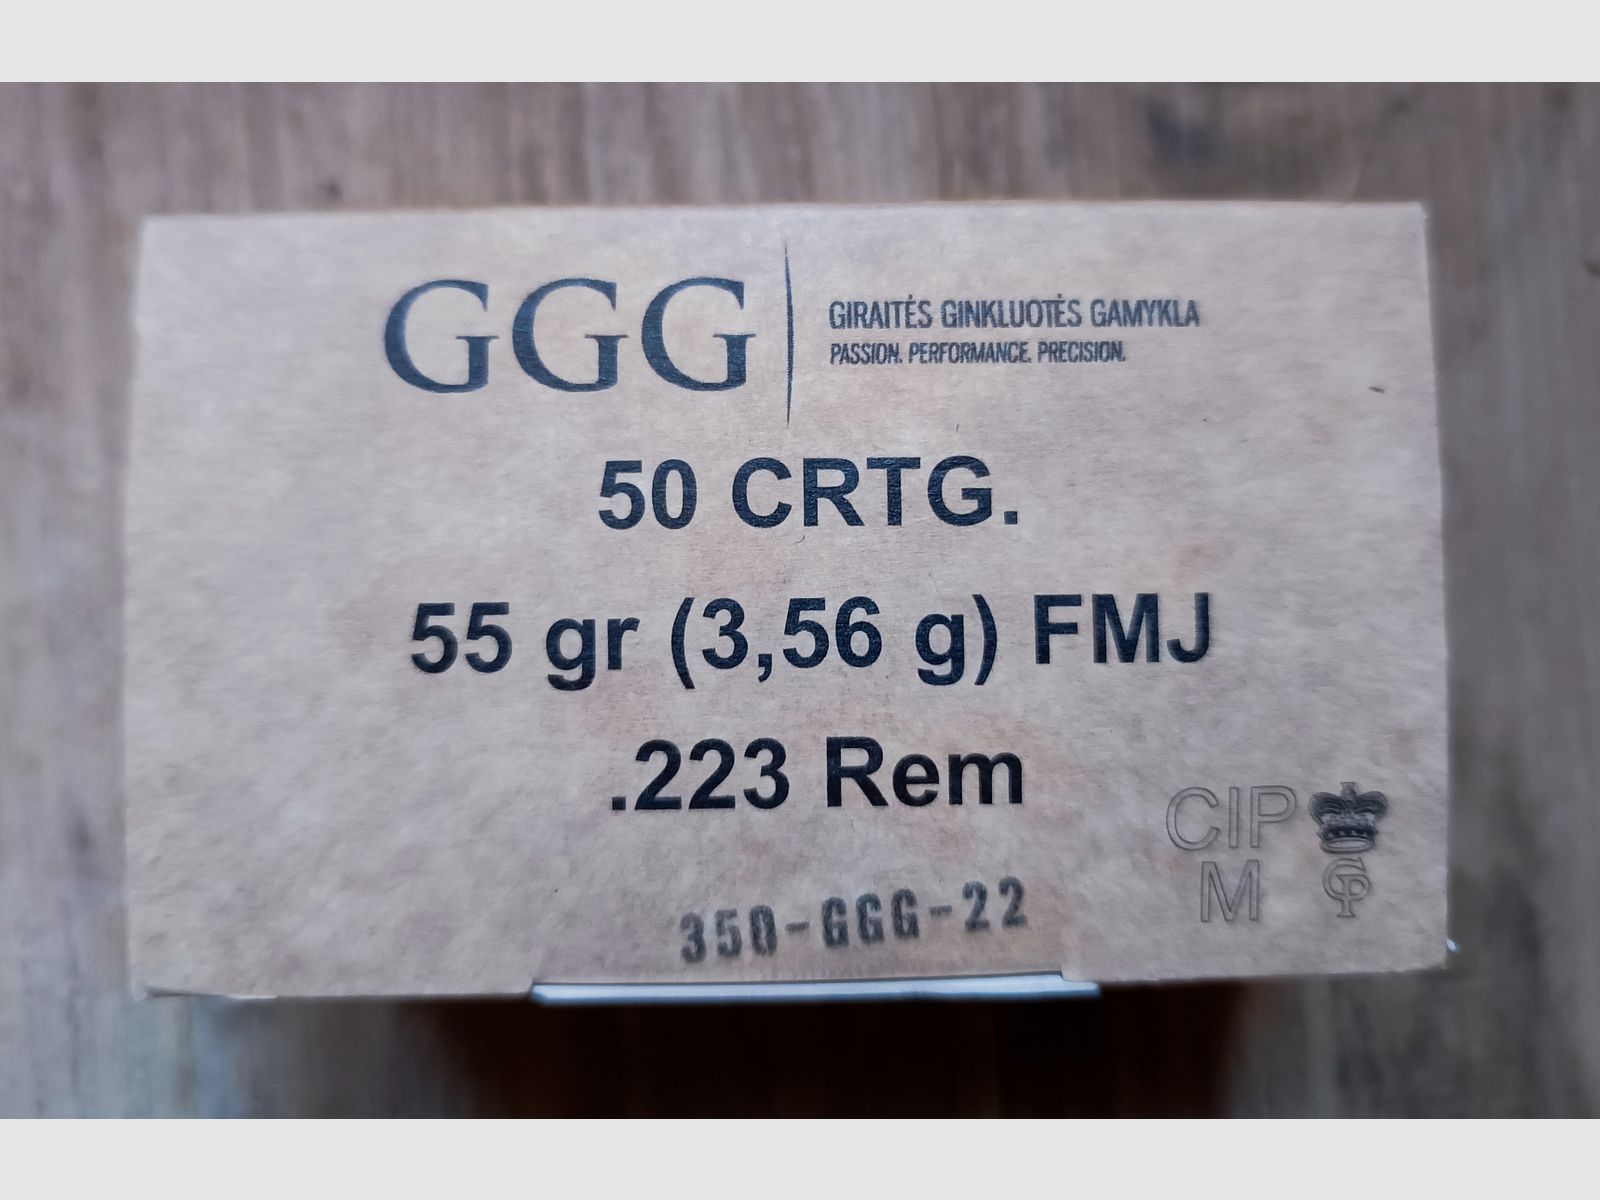 GGG
GIRAITĖS GINKLUOTĖS GAMYKLA
PASSION. PERFORMANCE. PRECISION.
50 CRTG.
55 gr (3,56 g) FMJ
.223 Rem
CIP
M
GP
350-GGG-22